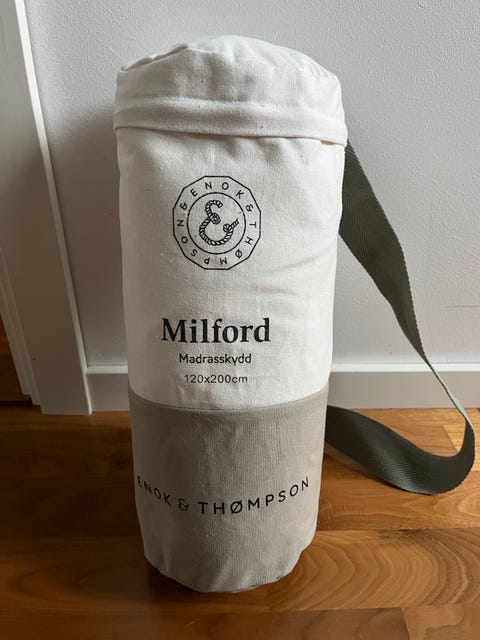 ENOK & THØMPSON &
&
Milford
Madrasskydd
120x200cm
ENOK & THØMPSON